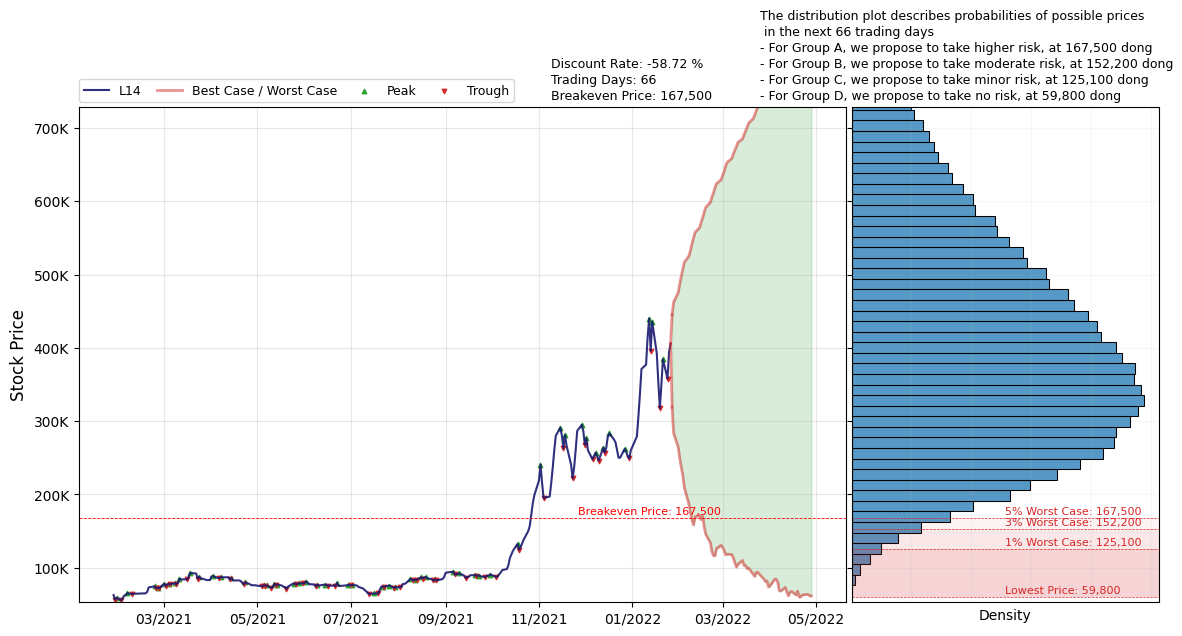 The distribution plot describes probabilities of possible prices
in the next 66 trading days
- For Group A, we propose to take higher risk, at 167,500 dong
- For Group B, we propose to take moderate risk, at 152,200 dong
- For Group C, we propose to take minor risk, at 125,100 dong
- For Group D, we propose to take no risk, at 59,800 dong
Discount Rate: -58.72 %
Trading Days: 66
Breakeven Price: 167,500
L14 Best Case / Worst Case Peak Trough
Stock Price
700K
600K
500K
400K
300K
200K
100K
Breakeven Price: 167,500
5% Worst Case: 167,500
3% Worst Case: 152,200
1% Worst Case: 125,100
Lowest Price: 59,800
03/2021 05/2021 07/2021 09/2021 11/2021 01/2022 03/2022 05/2022
Density